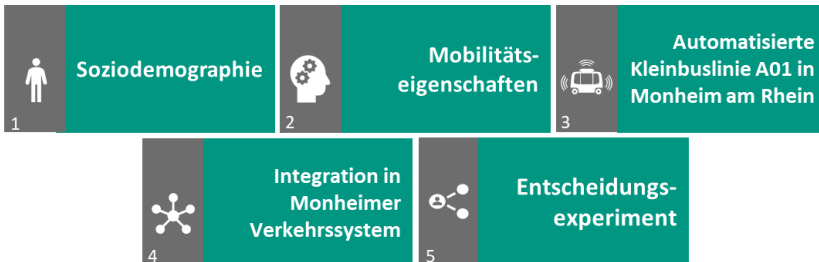 1
Soziodemographie
2
Mobilitäts-
eigenschaften
3
Automatisierte
Kleinbuslinie A01 in
Monheim am Rhein
4
Integration in
Monheimer
Verkehrssystem
5
Entscheidungs-
experiment